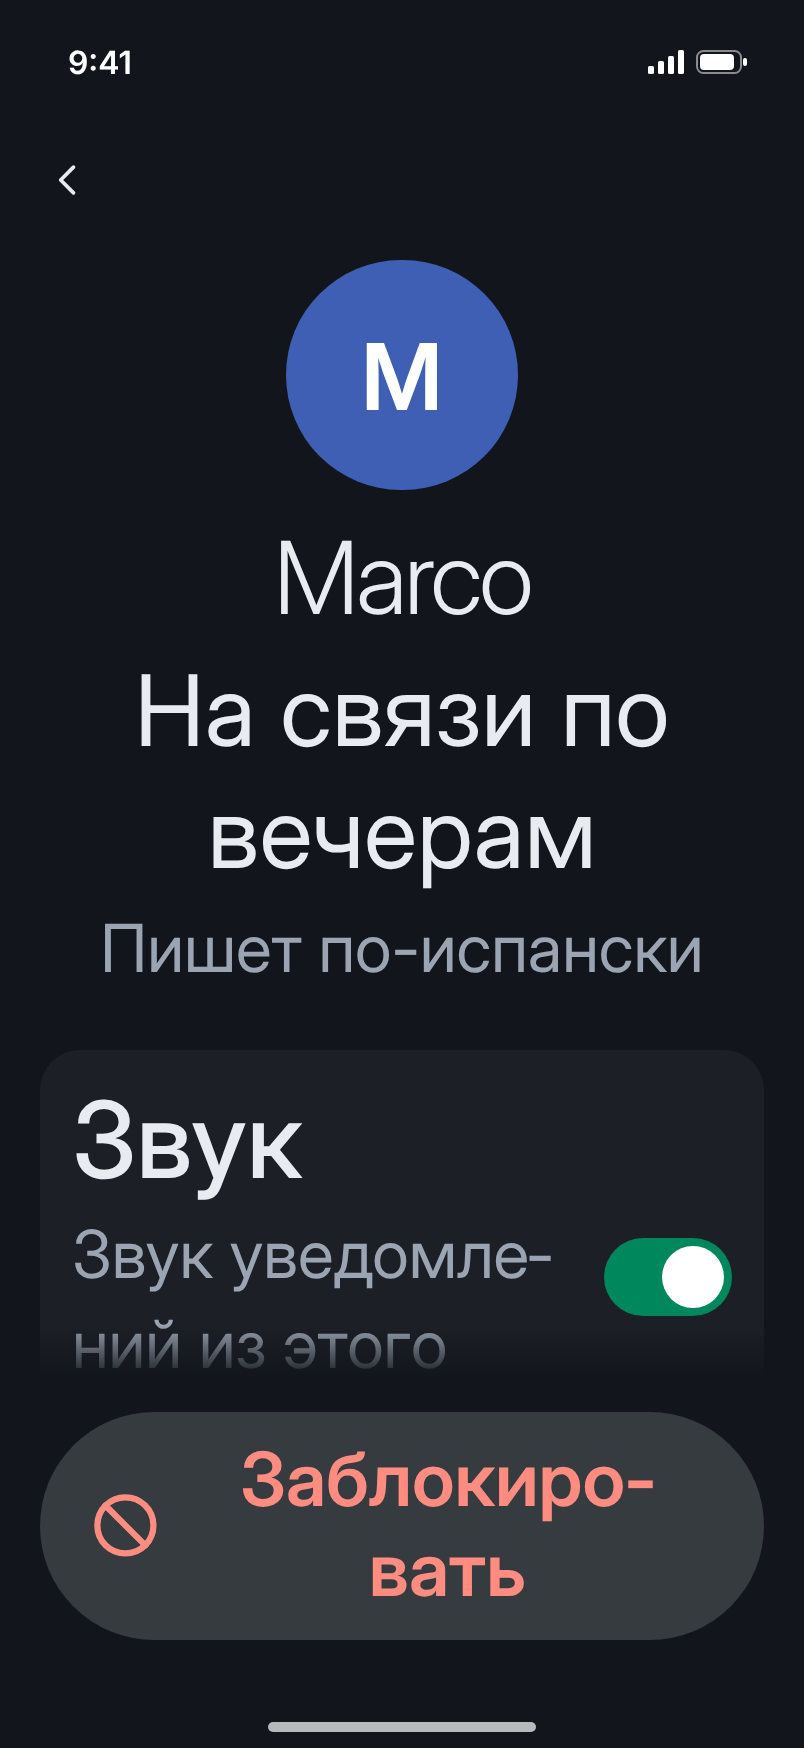 9:41
M
Marco
На связи по
вечерам
Пишет по-испански
Звук
Звук уведомле-
ний из этого
Заблокиро-
вать